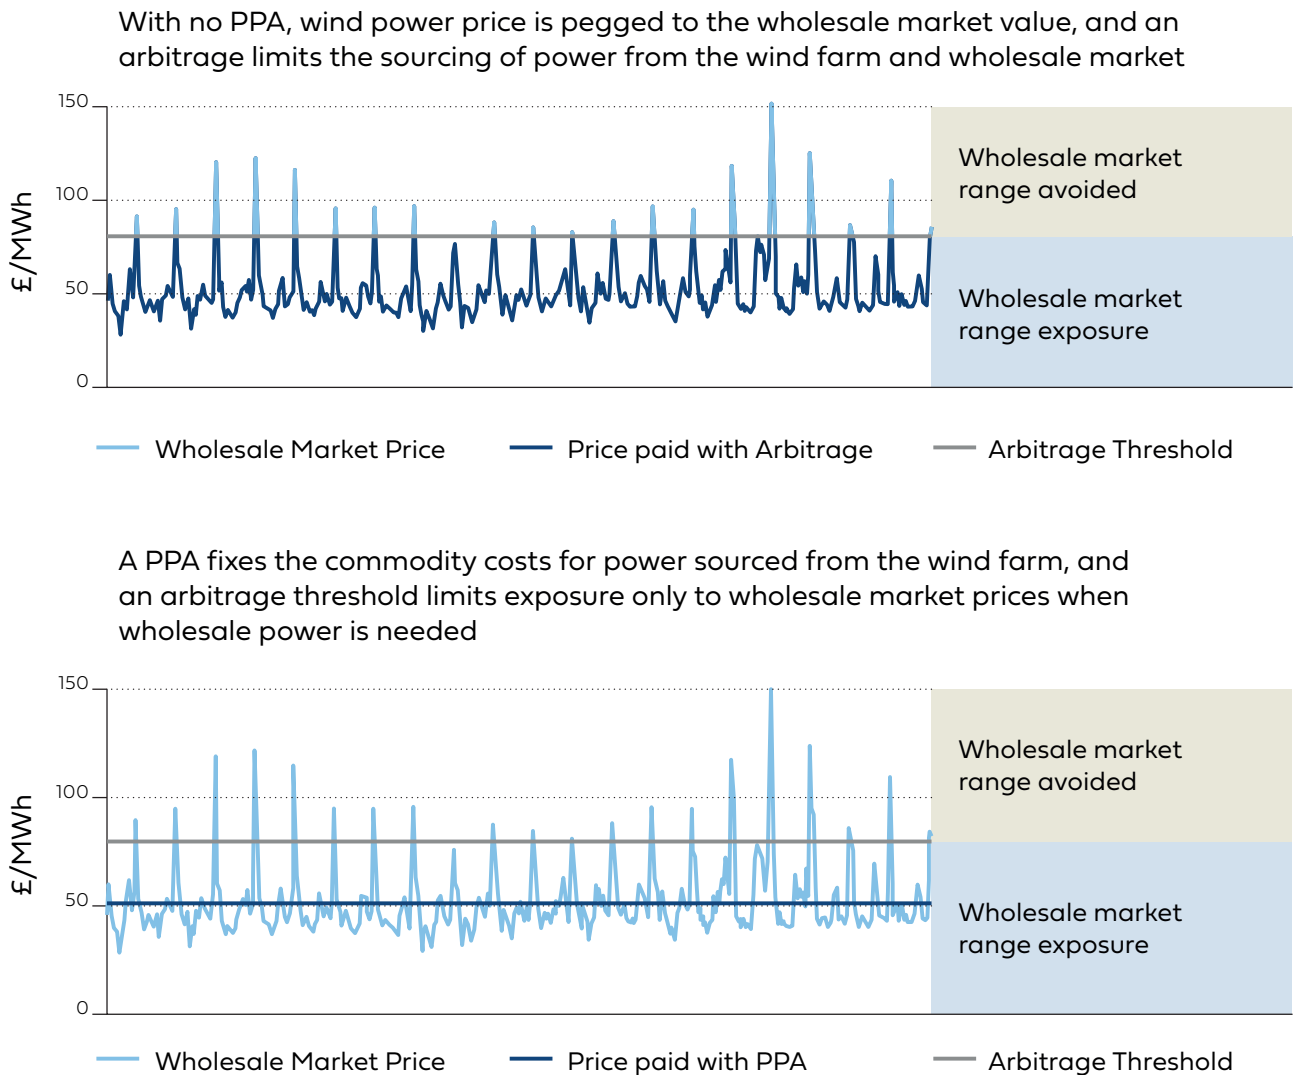 With no PPA, wind power price is pegged to the wholesale market value, and an
arbitrage limits the sourcing of power from the wind farm and wholesale market
£/MWh
150
100
50
0
Wholesale market
range avoided
Wholesale market
range exposure
Wholesale Market Price
Price paid with Arbitrage
Arbitrage Threshold
A PPA fixes the commodity costs for power sourced from the wind farm, and
an arbitrage threshold limits exposure only to wholesale market prices when
wholesale power is needed
£/MWh
150
100
50
0
Wholesale market
range avoided
Wholesale market
range exposure
Wholesale Market Price
Price paid with PPA
Arbitrage Threshold